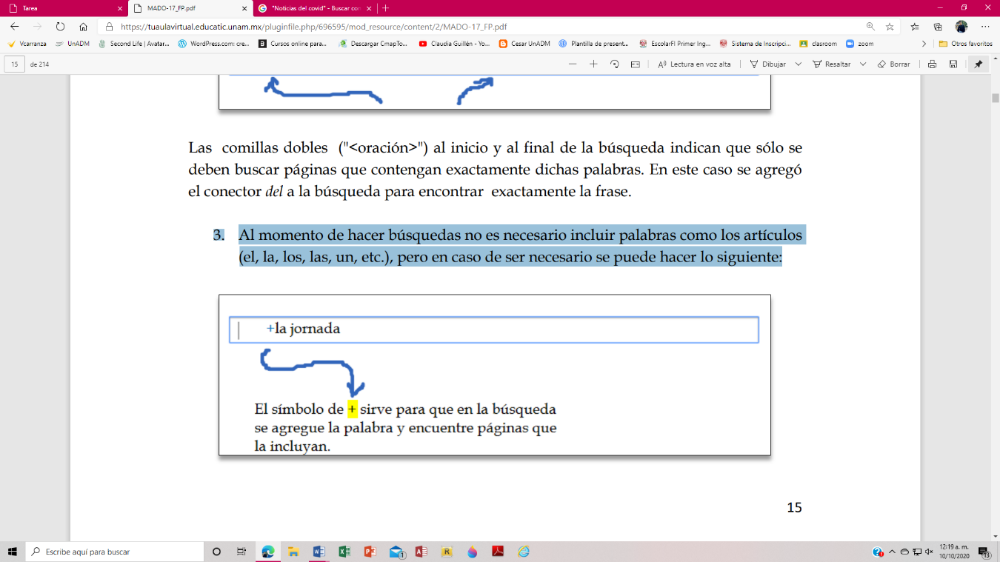 Tarea
MADO-17_FP.pdf
"Noticias del covid" - Buscar con
https://tuaulavirtual.educatic.unam.mx/pluginfile.php/696595/mod_resource/content/2/MADO-17_FP.pdf
Vcarranza
UnADM
Second Life | Avatar...
WordPress.com: cre...
Cursos online para...
Descargar CmapTo...
Claudia Guillén - Yo...
Cesar UnADM
Plantilla de present...
EscolarFI Primer Ing...
Sistema de Inscripci...
clasroom
zoom
Otros favoritos
15 de 214
Lectura en voz alta
Dibujar
Resaltar
Borrar
Las comillas dobles ("<oración>") al inicio y al final de la búsqueda indican que sólo se
deben buscar páginas que contengan exactamente dichas palabras. En este caso se agregó
el conector del a la búsqueda para encontrar exactamente la frase.
3. Al momento de hacer búsquedas no es necesario incluir palabras como los artículos
(el, la, los, las, un, etc.), pero en caso de ser necesario se puede hacer lo siguiente:
+la jornada
El símbolo de + sirve para que en la búsqueda
se agregue la palabra y encuentre páginas que
la incluyan.
15
Escribe aquí para buscar
12:19 a. m.
10/10/2020
13